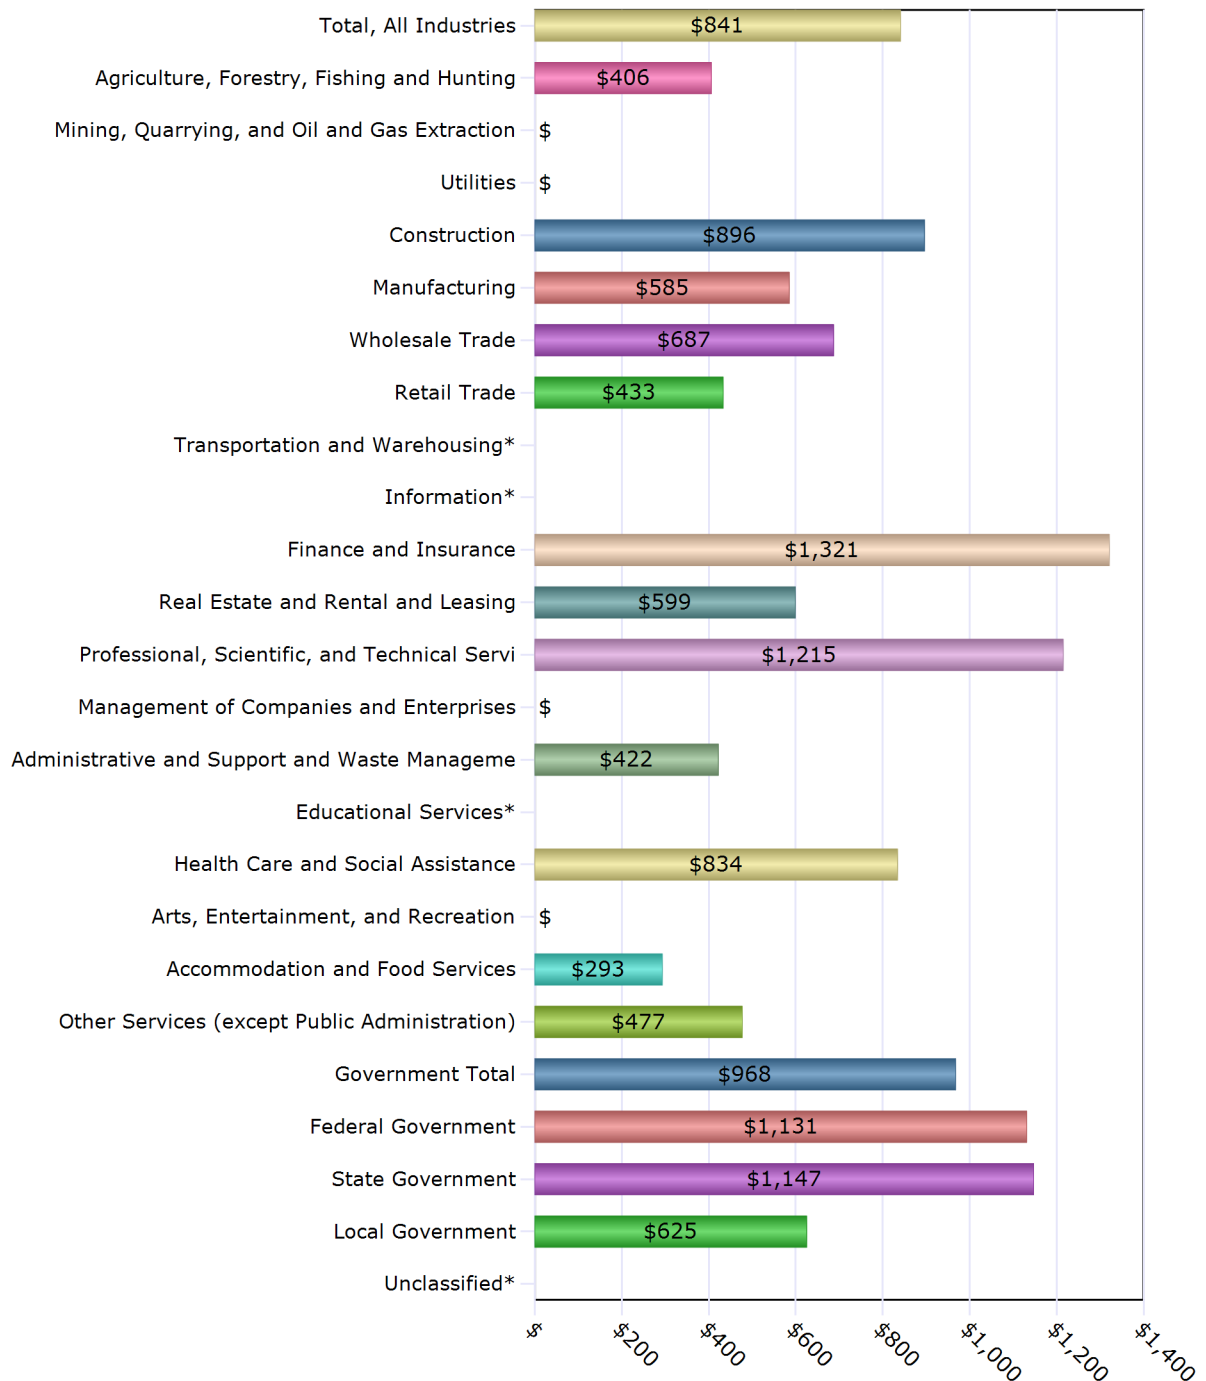 Total, All Industries $841
Agriculture, Forestry, Fishing and Hunting $406
Mining, Quarrying, and Oil and Gas Extraction $
Utilities $
Construction $896
Manufacturing $585
Wholesale Trade $687
Retail Trade $433
Transportation and Warehousing*
Information*
Finance and Insurance $1,321
Real Estate and Rental and Leasing $599
Professional, Scientific, and Technical Servi $1,215
Management of Companies and Enterprises $
Administrative and Support and Waste Manageme $422
Educational Services*
Health Care and Social Assistance $834
Arts, Entertainment, and Recreation $
Accommodation and Food Services $293
Other Services (except Public Administration) $477
Government Total $968
Federal Government $1,131
State Government $1,147
Local Government $625
Unclassified*
$ $200 $400 $600 $800 $1,000 $1,200 $1,400